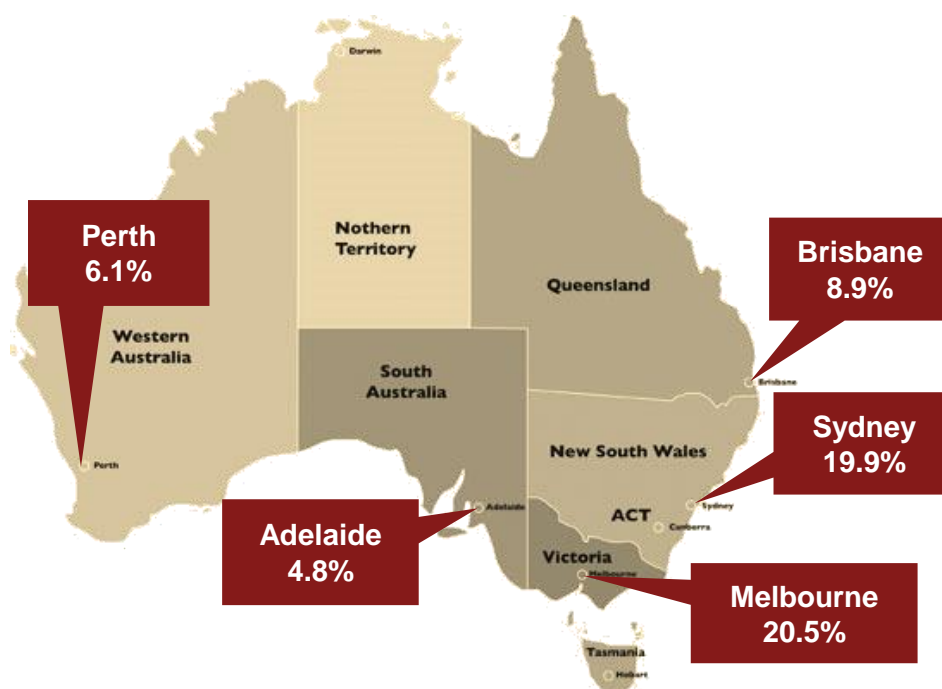 Darwin
Nothern
Territory
Perth
6.1%
Brisbane
8.9%
Queensland
Western
Australia
South
Australia
Brisbane
Sydney
19.9%
New South Wales
Perth
Adelaide
Sydney
ACT
Canberra
Adelaide
4.8%
Victoria
Melbourne
Melbourne
20.5%
Tasmania
Hobart